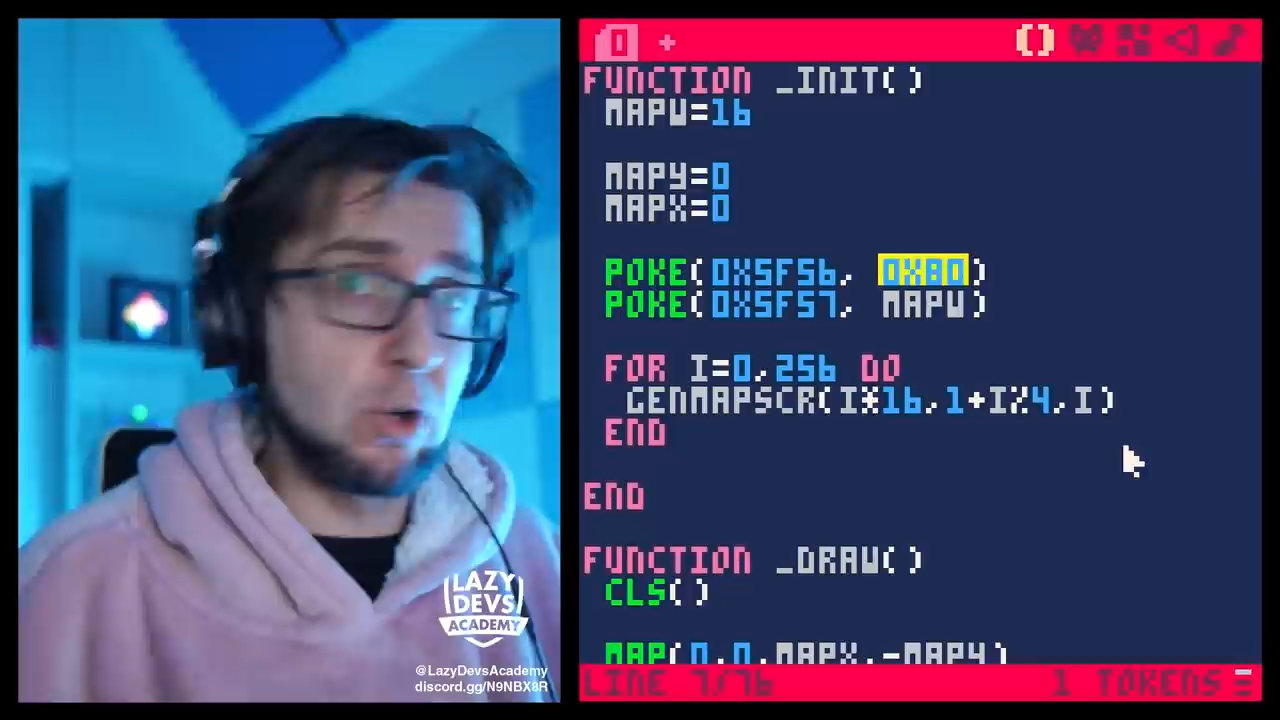 LAZY
DEVS
ACADEMY
@LazyDevsAcademy
discord.gg/N9NBX8R
0 +
FUNCTION _INIT()
MAPW=16
MAPY=0
MAPX=0
POKE(0X5F56, 0X80)
POKE(0X5F57, MAPW)
FOR I=0,256 DO
GENMAPSCR(I*16,1+I%4,I)
END
END
FUNCTION _DRAW()
CLS()
MAP(0,0,MAPX,-MAPY)
LINE 7/76
1 TOKENS